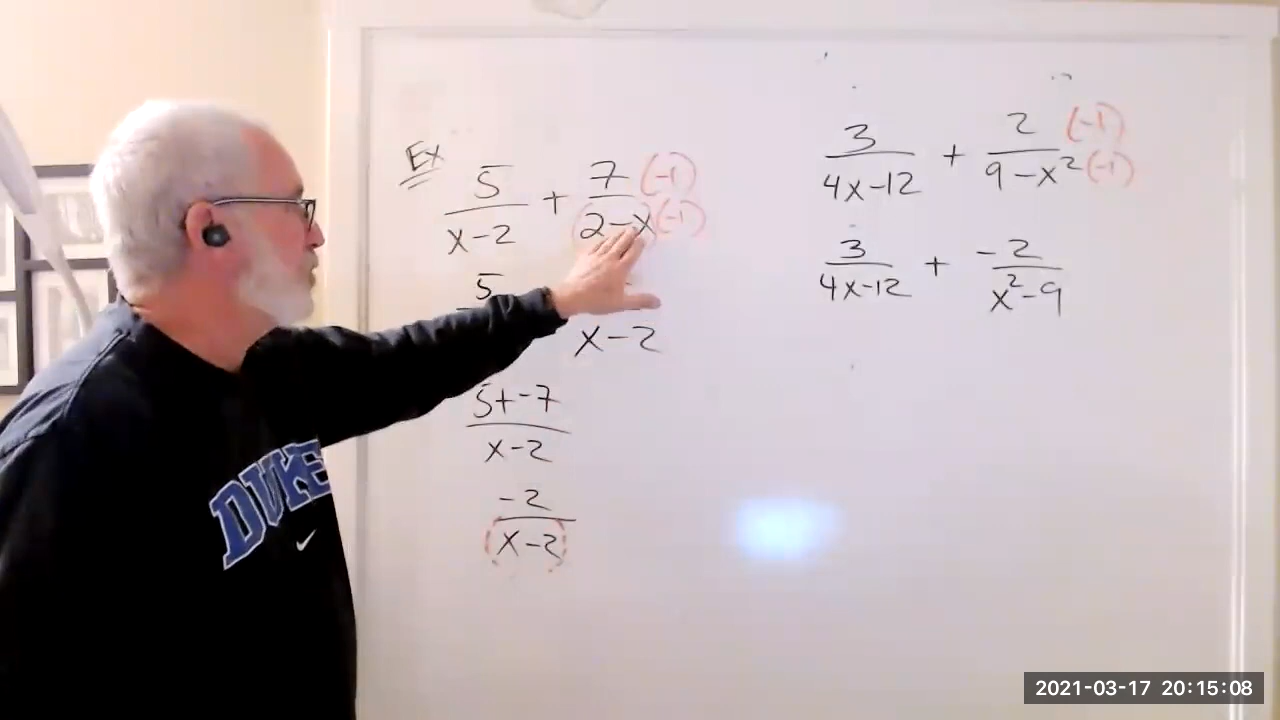 Ex
5/(x-2) + 7(-1)/(2-x)(-1)
5
x-2
5+-7/(x-2)
-2/(x-2)
3/(4x-12) + 2(-1)/(9-x²)(-1)
3/(4x-12) + -2/(x²-9)
DUKE
2021-03-17 20:15:08